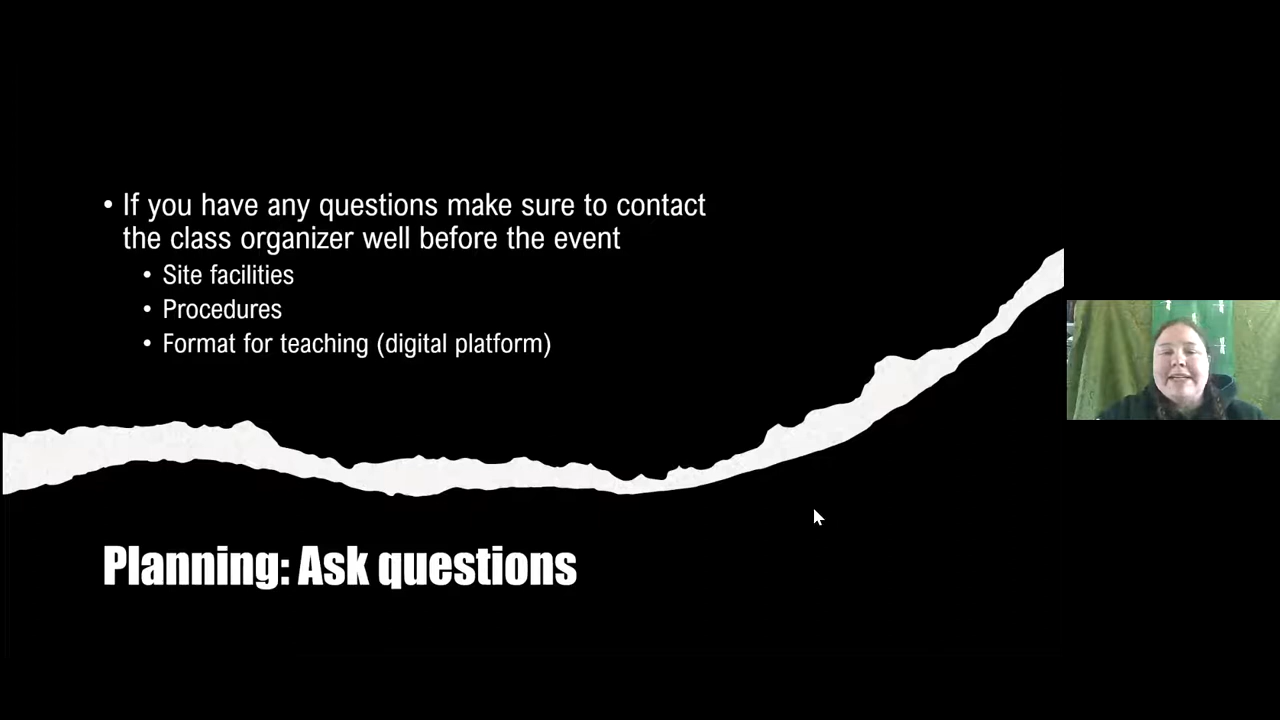 • If you have any questions make sure to contact
the class organizer well before the event
• Site facilities
• Procedures
• Format for teaching (digital platform)
Planning: Ask questions